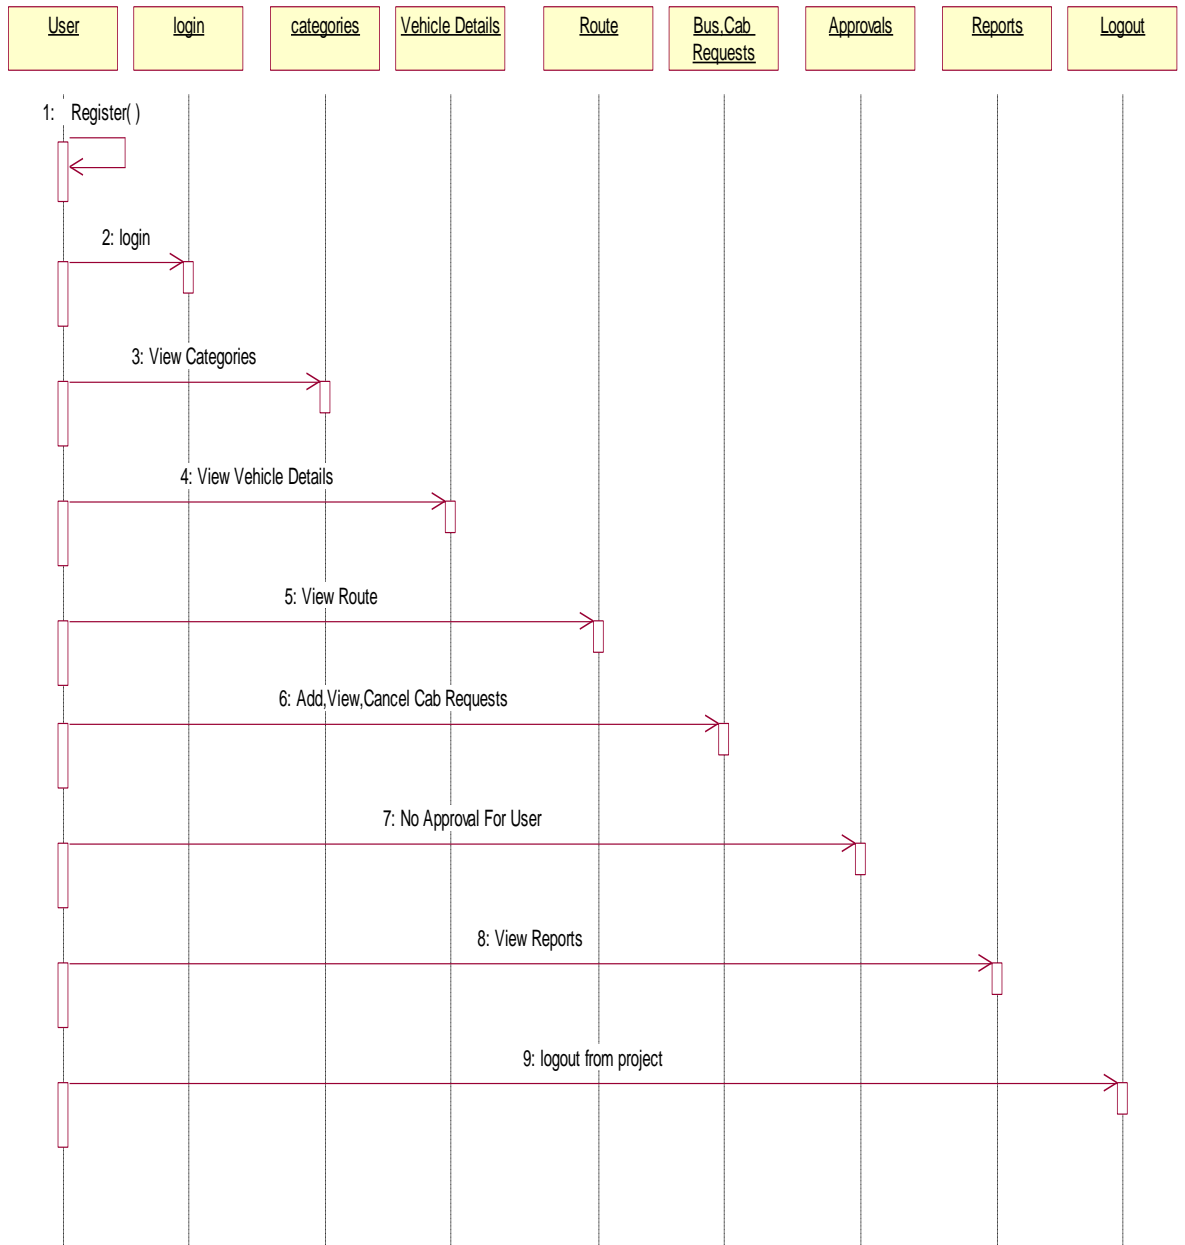 User
login
categories
Vehicle Details
Route
Bus,Cab
Requests
Approvals
Reports
Logout
1: Register( )
2: login
3: View Categories
4: View Vehicle Details
5: View Route
6: Add,View,Cancel Cab Requests
7: No Approval For User
8: View Reports
9: logout from project